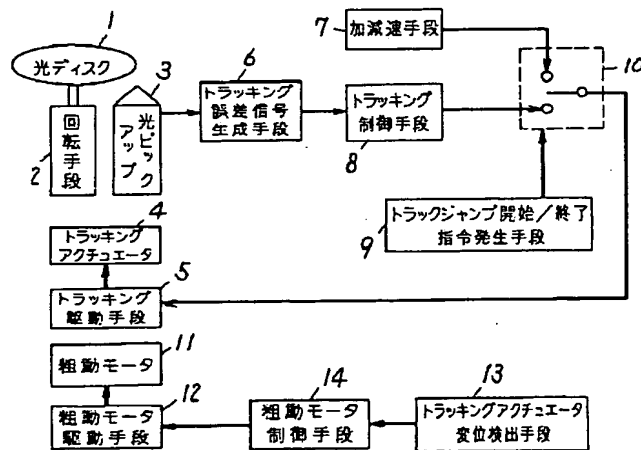 1
光ディスク
2
回転手段
3
光ピック
アップ
6
トラッキング
誤差信号
生成手段
7
加減速手段
8
トラッキング
制御手段
10
9
トラックジャンプ開始/終了
指令発生手段
4
トラッキング
アクチュエータ
5
トラッキング
駆動手段
11
粗動モータ
12
粗動モータ
駆動手段
14
粗動モータ
制御手段
13
トラッキングアクチュエータ
変位検出手段